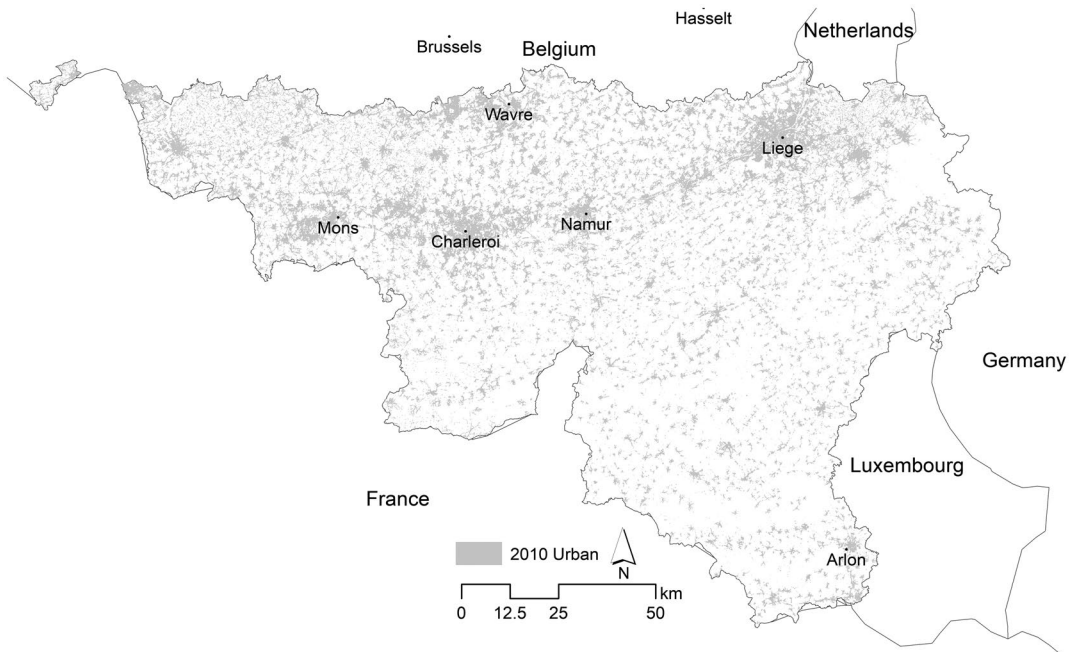 Hasselt
Netherlands
Brussels
Belgium
Wavre
Liege
Mons
Namur
Charleroi
Germany
Luxembourg
France
2010 Urban
N
Arlon
km
0 12.5 25 50